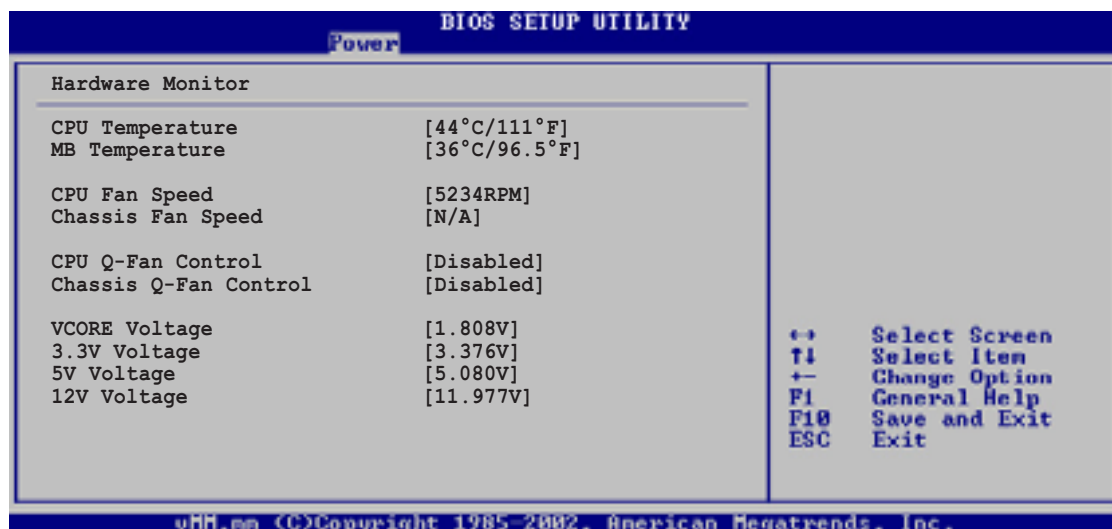 BIOS SETUP UTILITY
Power
Hardware Monitor
CPU Temperature [44°C/111°F]
MB Temperature [36°C/96.5°F]
CPU Fan Speed [5234RPM]
Chassis Fan Speed [N/A]
CPU Q-Fan Control [Disabled]
Chassis Q-Fan Control [Disabled]
VCORE Voltage [1.808V]
3.3V Voltage [3.376V]
5V Voltage [5.080V]
12V Voltage [11.977V]
↔ Select Screen
↑↓ Select Item
+- Change Option
F1 General Help
F10 Save and Exit
ESC Exit
vMM.mm (C)Copyright 1985-2002, American Megatrends, Inc.